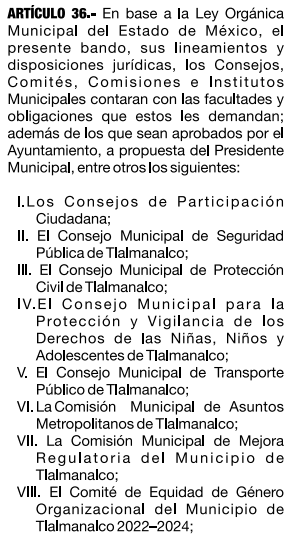 ARTÍCULO 36.- En base a la Ley Orgánica
Municipal del Estado de México, el
presente bando, sus lineamientos y
disposiciones jurídicas, los Consejos,
Comités, Comisiones e Institutos
Municipales contaran con las facultades y
obligaciones que estos les demandan;
además de los que sean aprobados por el
Ayuntamiento, a propuesta del Presidente
Municipal, entre otros los siguientes:
I.Los Consejos de Participación
Ciudadana;
II. El Consejo Municipal de Seguridad
Pública de Tlalmanalco;
III. El Consejo Municipal de Protección
Civil de Tlalmanalco;
IV.El Consejo Municipal para la
Protección y Vigilancia de los
Derechos de las Niñas, Niños y
Adolescentes de Tlalmanalco;
V. El Consejo Municipal de Transporte
Público de Tlalmanalco;
VI. La Comisión Municipal de Asuntos
Metropolitanos de Tlalmanalco;
VII. La Comisión Municipal de Mejora
Regulatoria del Municipio de
Tlalmanalco;
VIII. El Comité de Equidad de Género
Organizacional del Municipio de
Tlalmanalco 2022–2024;